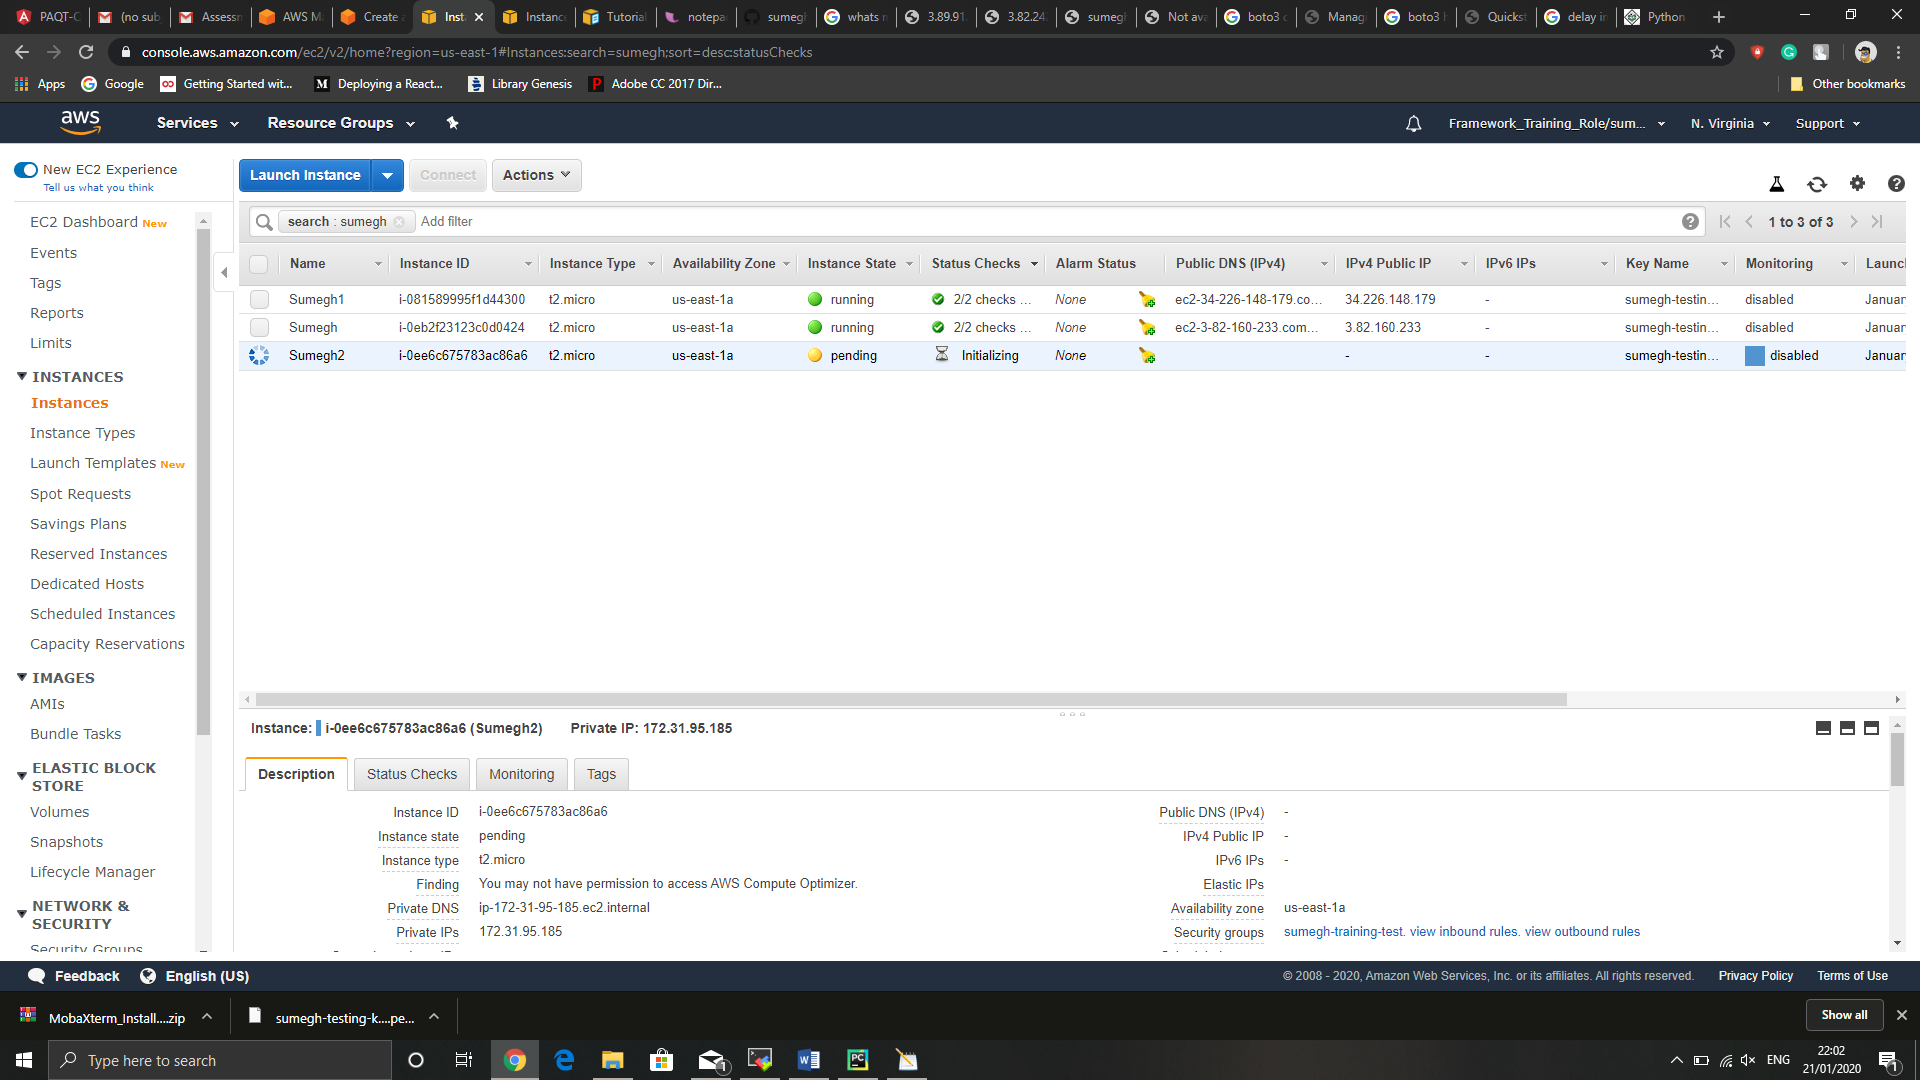 PAQT-C
(no sub
Assessn
AWS M
Create a
Inst
Instanc
Tutorial
notepa
sumegh
whats n
3.89.91.
3.82.24
sumegh
Not ava
boto3 c
Manag
boto3 l
Quickst
delay in
Python
console.aws.amazon.com/ec2/v2/home?region=us-east-1#Instances:search=sumegh;sort=desc:statusChecks
Apps
Google
Getting Started wit...
Deploying a React...
Library Genesis
Adobe CC 2017 Dir...
Other bookmarks
aws
Services
Resource Groups
Framework_Training_Role/sum...
N. Virginia
Support
New EC2 Experience
Tell us what you think
EC2 Dashboard New
Events
Tags
Reports
Limits
INSTANCES
Instances
Instance Types
Launch Templates New
Spot Requests
Savings Plans
Reserved Instances
Dedicated Hosts
Scheduled Instances
Capacity Reservations
IMAGES
AMIs
Bundle Tasks
ELASTIC BLOCK STORE
Volumes
Snapshots
Lifecycle Manager
NETWORK & SECURITY
Security Groups
Launch Instance
Connect
Actions
search : sumegh
Add filter
1 to 3 of 3
Name Instance ID Instance Type Availability Zone Instance State Status Checks Alarm Status Public DNS (IPv4) IPv4 Public IP IPv6 IPs Key Name Monitoring Launc
Sumegh1 i-081589995f1d44300 t2.micro us-east-1a running 2/2 checks ... None ec2-34-226-148-179.co... 34.226.148.179 - sumegh-testin... disabled Januar
Sumegh i-0eb2f23123c0d0424 t2.micro us-east-1a running 2/2 checks ... None ec2-3-82-160-233.com... 3.82.160.233 - sumegh-testin... disabled Januar
Sumegh2 i-0ee6c675783ac86a6 t2.micro us-east-1a pending Initializing None - - sumegh-testin... disabled Januar
Instance: i-0ee6c675783ac86a6 (Sumegh2) Private IP: 172.31.95.185
Description
Status Checks
Monitoring
Tags
Instance ID i-0ee6c675783ac86a6
Instance state pending
Instance type t2.micro
Finding You may not have permission to access AWS Compute Optimizer.
Private DNS ip-172-31-95-185.ec2.internal
Private IPs 172.31.95.185
Public DNS (IPv4) -
IPv4 Public IP -
IPv6 IPs -
Elastic IPs
Availability zone us-east-1a
Security groups sumegh-training-test. view inbound rules. view outbound rules
Feedback
English (US)
© 2008 - 2020, Amazon Web Services, Inc. or its affiliates. All rights reserved.
Privacy Policy
Terms of Use
MobaXterm_Install....zip
sumegh-testing-k....pe...
Show all
Type here to search
1
ENG
22:02
21/01/2020
1